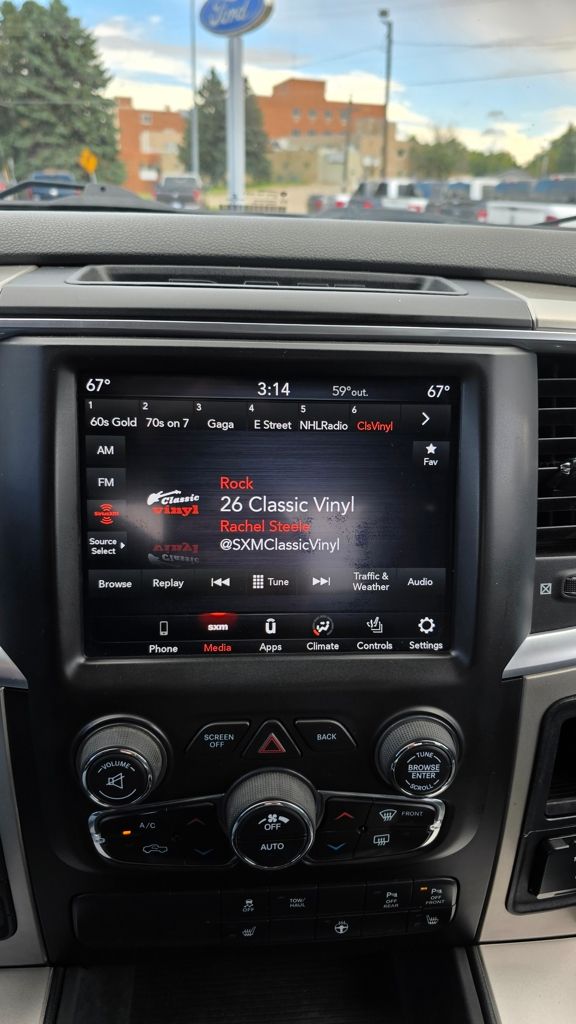 Ford
67° 3:14 59°out. 67°
1 2 3 4 5 6
60s Gold 70s on 7 Gaga E Street NHLRadio ClsVinyl
AM
FM
SiriusXM
Source
Select
Fav
Classic
vinyl
Rock
26 Classic Vinyl
Rachel Steele
@SXMClassicVinyl
Browse Replay Tune Traffic &
Weather Audio
sxm
Phone Media Apps Climate Controls Settings
VOLUME
SCREEN
OFF
BACK
TUNE
BROWSE
ENTER
SCROLL
A/C
OFF
AUTO
FRONT
OFF
TOW/
HAUL
P
OFF
REAR
P
OFF
FRONT